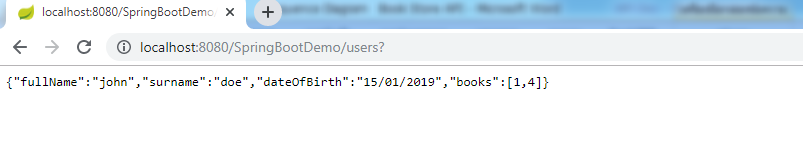 localhost:8080/SpringBootDemo/
localhost:8080/SpringBootDemo/users?
{"fullName":"john","surname":"doe","dateOfBirth":"15/01/2019","books":[1,4]}